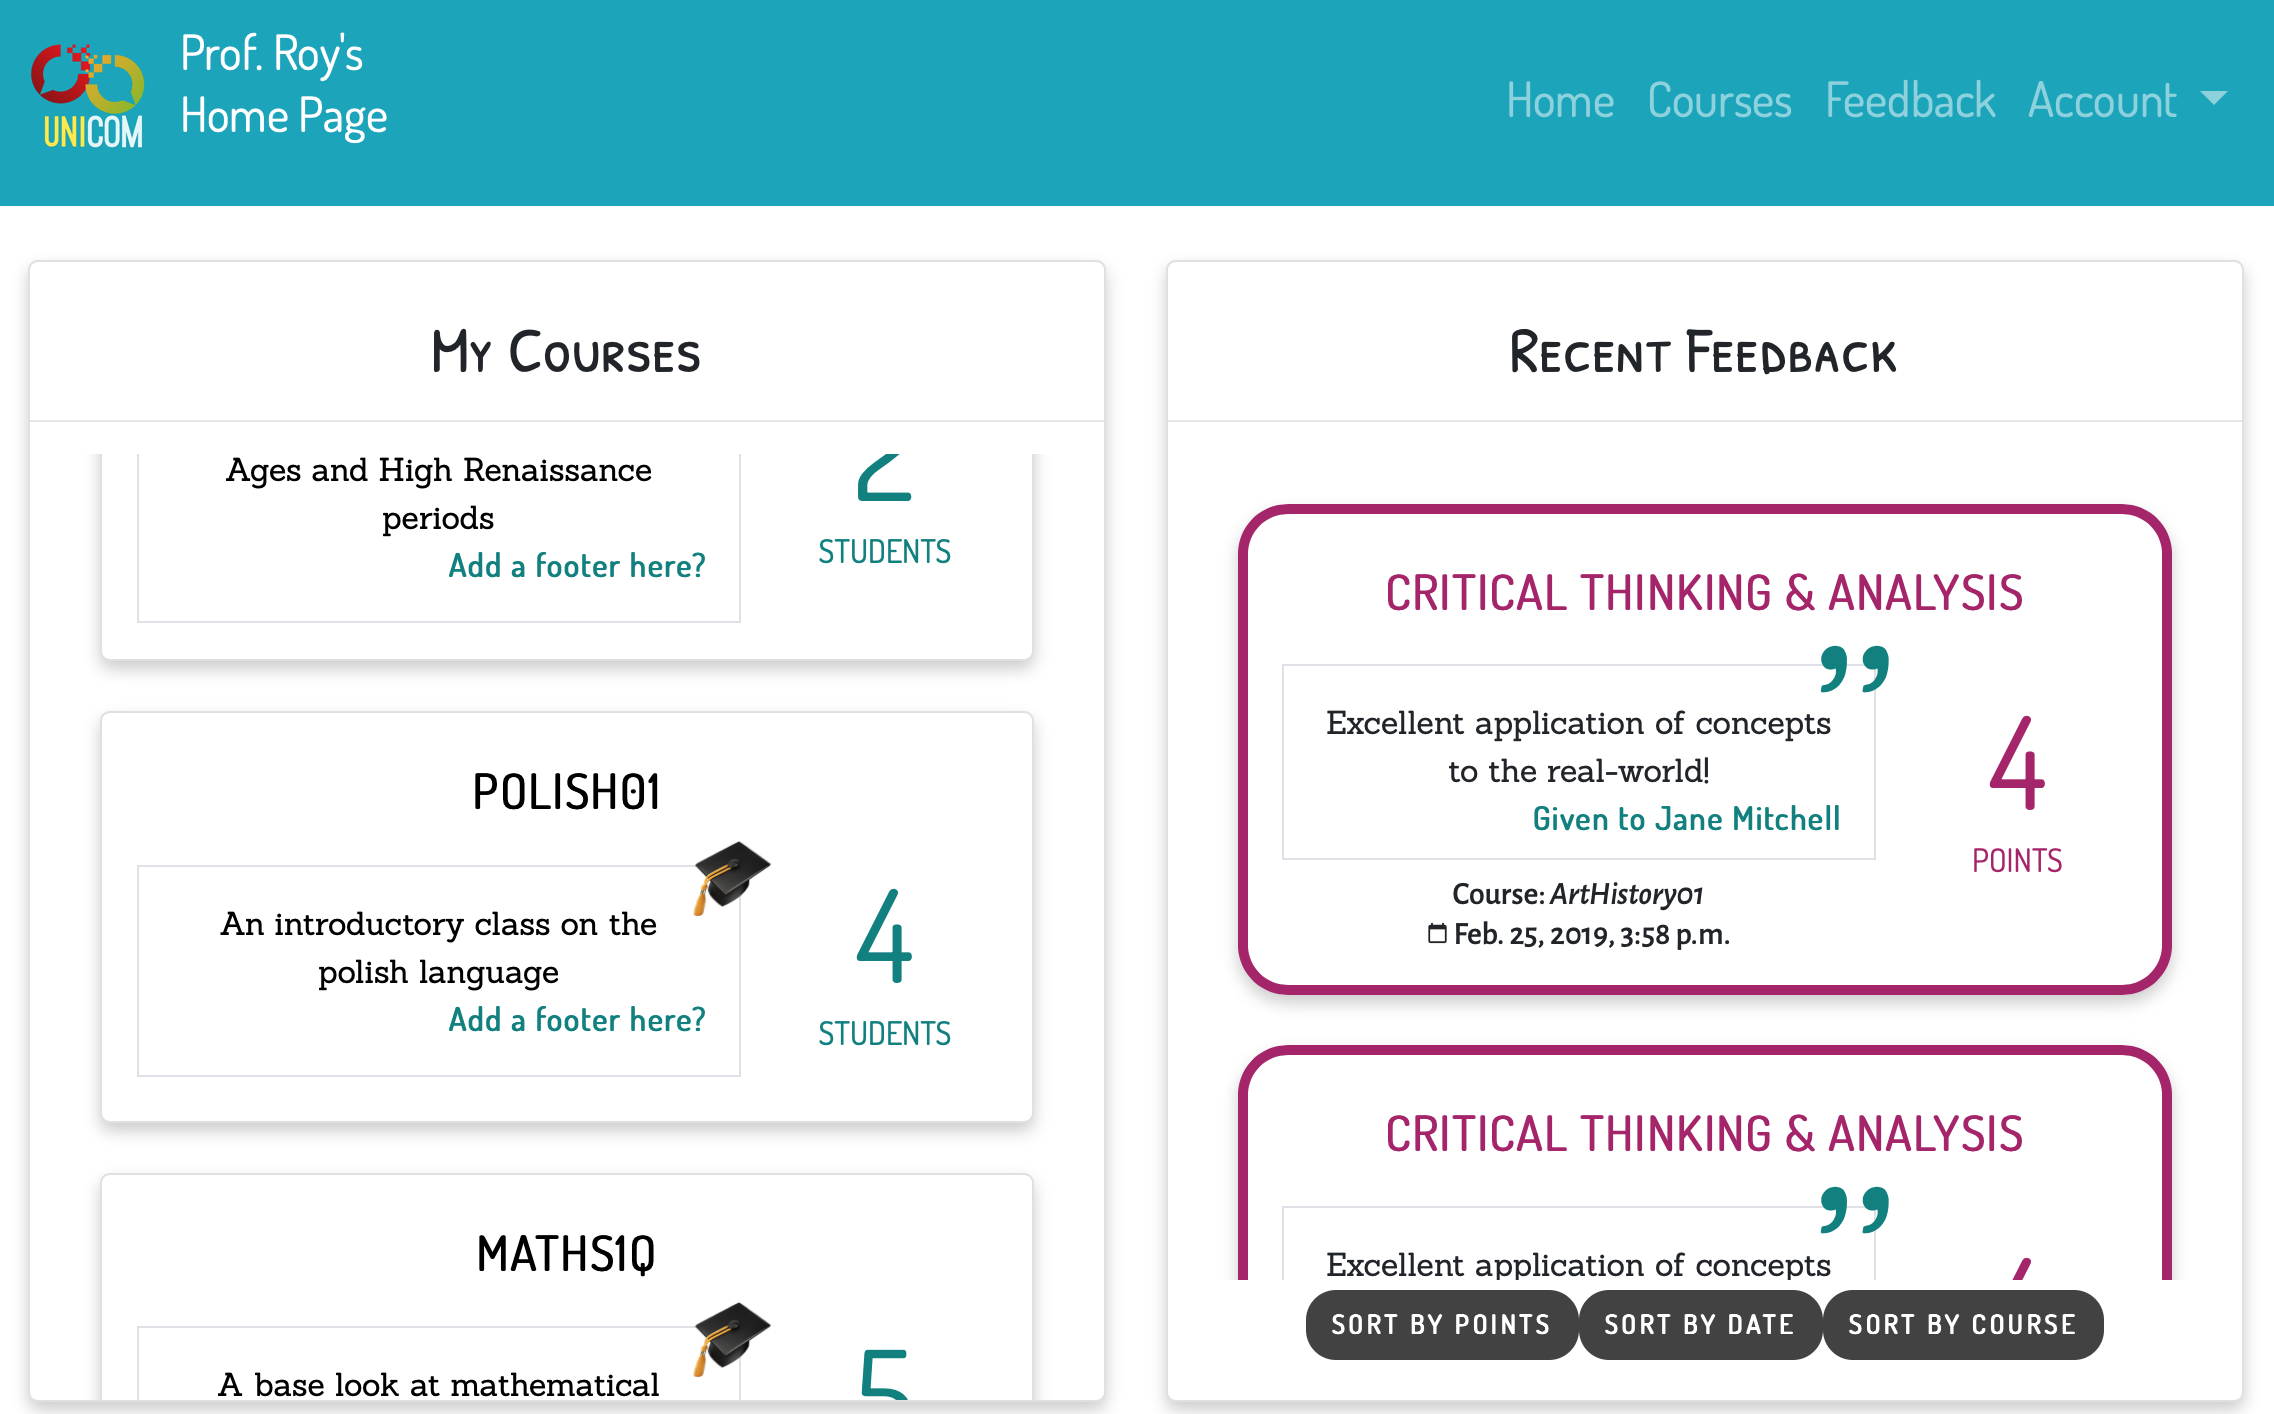 Prof. Roy's
Home Page
UNICOM
Home Courses Feedback Account
My Courses
Ages and High Renaissance
periods
Add a footer here?
2
STUDENTS
POLISH01
An introductory class on the
polish language
Add a footer here?
4
STUDENTS
MATHS1Q
A base look at mathematical
5
Recent Feedback
CRITICAL THINKING & ANALYSIS
Excellent application of concepts
to the real-world!
Given to Jane Mitchell
4
POINTS
Course: ArtHistory01
Feb. 25, 2019, 3:58 p.m.
CRITICAL THINKING & ANALYSIS
Excellent application of concepts
SORT BY POINTS SORT BY DATE SORT BY COURSE